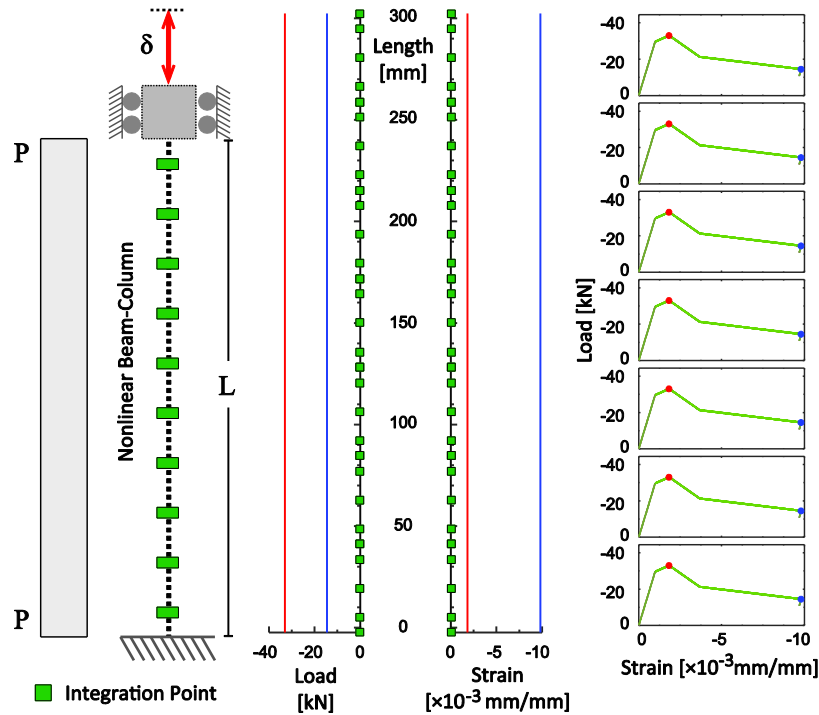 δ
P
P
Nonlinear Beam-Column
L
Integration Point
Length
[mm]
300
250
200
150
100
50
0
-40 -20 0
Load
[kN]
0 -5 -10
Strain
[×10-3 mm/mm]
Load [kN]
-40
-20
0
-40
-20
0
-40
-20
0
-40
-20
0
-40
-20
0
-40
-20
0
-40
-20
0
0 -5 -10
Strain [×10-3mm/mm]